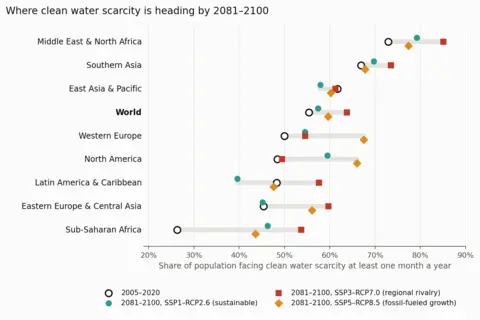 Where clean water scarcity is heading by 2081–2100
Middle East & North Africa
Southern Asia
East Asia & Pacific
World
Western Europe
North America
Latin America & Caribbean
Eastern Europe & Central Asia
Sub-Saharan Africa
20% 30% 40% 50% 60% 70% 80% 90%
Share of population facing clean water scarcity at least one month a year
2005–2020
2081–2100, SSP1–RCP2.6 (sustainable)
2081–2100, SSP3–RCP7.0 (regional rivalry)
2081–2100, SSP5–RCP8.5 (fossil-fueled growth)